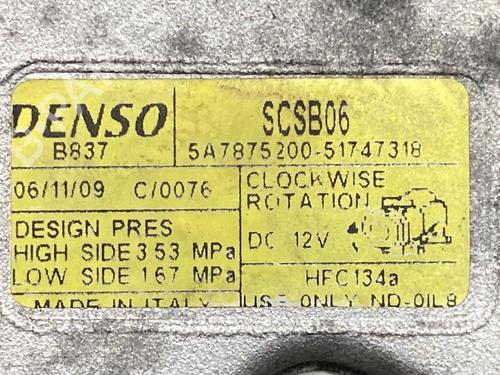 DENSO SCSB06
B837 5A7875200-51747318
06/11/09 C/0076 CLOCKWISE
ROTATION
DESIGN PRES
HIGH SIDE 3 53 MPa DC 12V
LOW SIDE 1 67 MPa HFC134a
MADE IN ITALY USE ONLY ND-OIL8